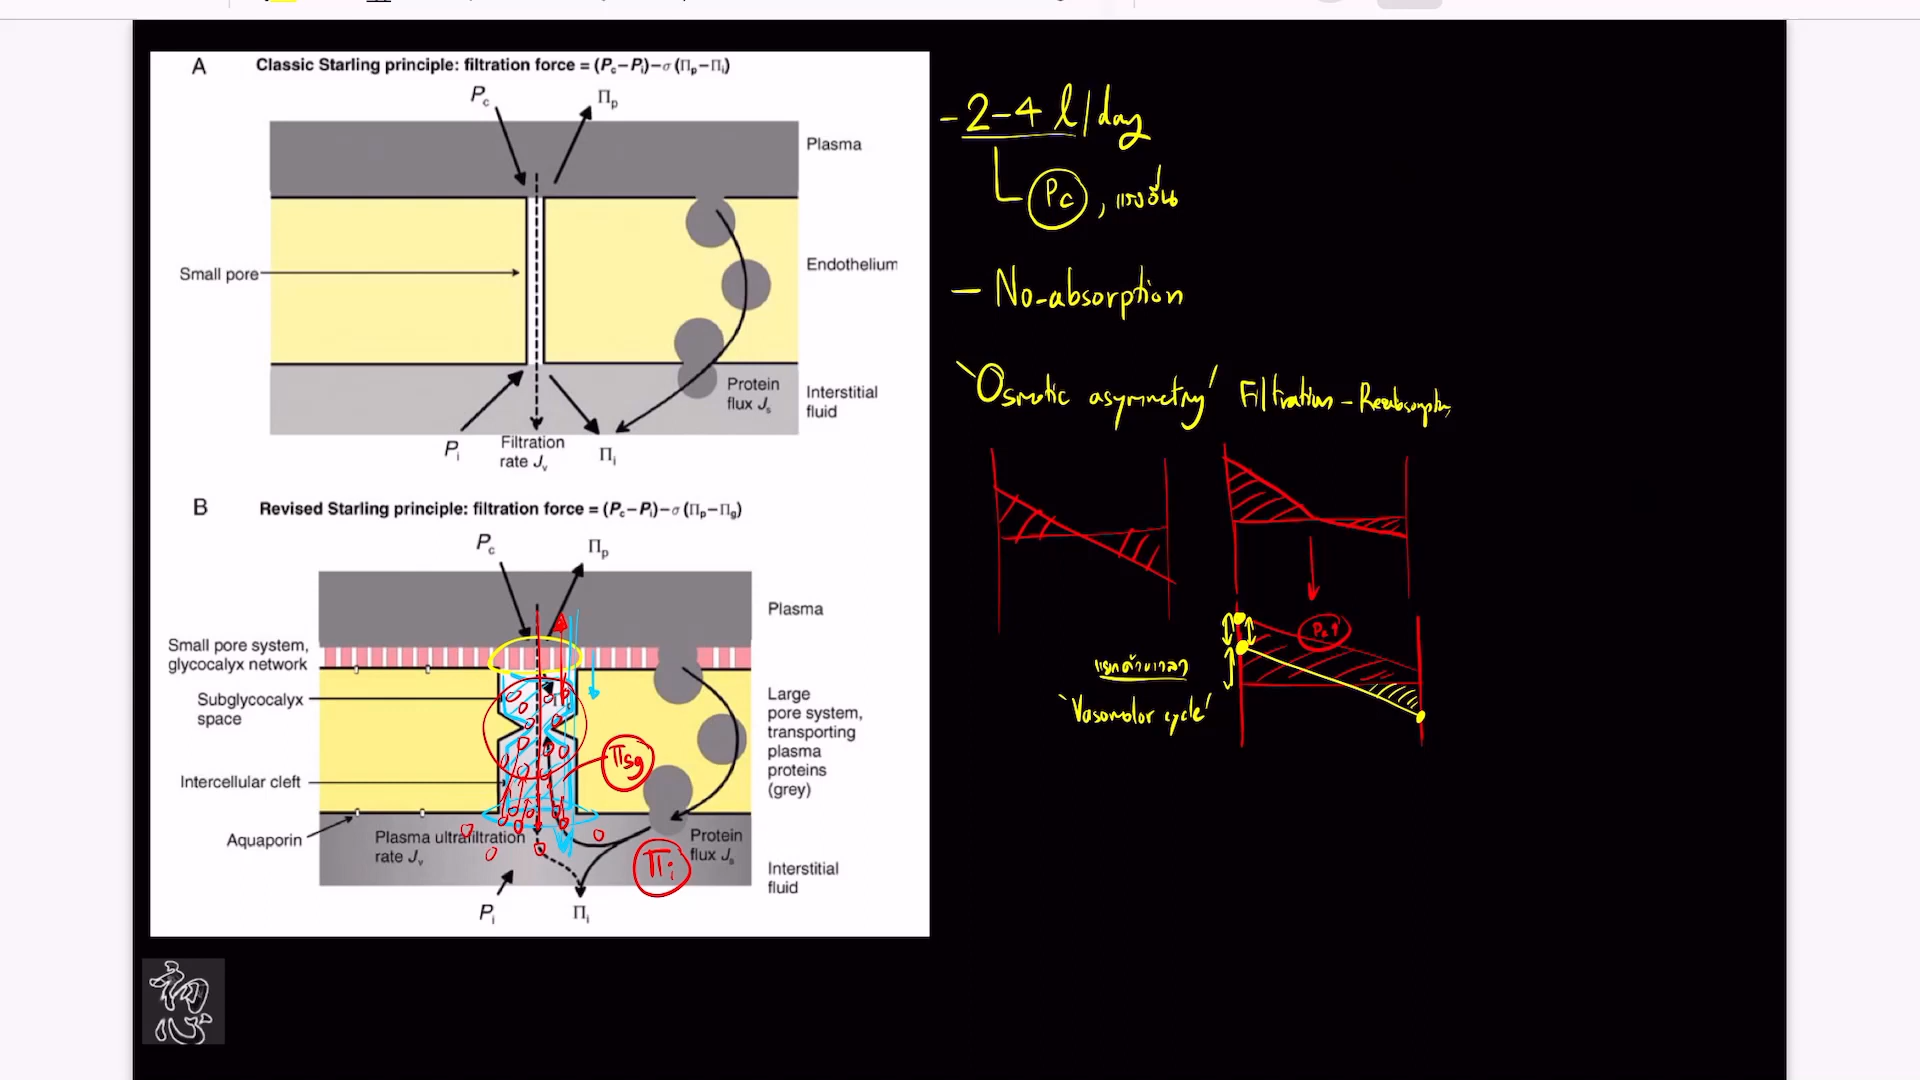 A
Classic Starling principle: filtration force = (Pc–Pi)–σ(Πp–Πi)
Pc
Πp
Plasma
Small pore
Endothelium
Protein
flux Js
Interstitial
fluid
Pi
Filtration
rate Jv
Πi
B
Revised Starling principle: filtration force = (Pc–Pi)–σ(Πp–Πg)
Pc
Πp
Plasma
Small pore system,
glycocalyx network
Subglycocalyx
space
Intercellular cleft
Aquaporin
Large
pore system,
transporting
plasma
proteins
(grey)
Πsg
Plasma ultrafiltration
rate Jv
Protein
flux Js
Πi
Interstitial
fluid
Pi
Πi
- 2-4 l/day
Pc , แรงอื่น
- No-absorption
'Osmotic asymmetry' Filtration - Reabsorption
Pc↑
'Vasomotor cycle'
初心